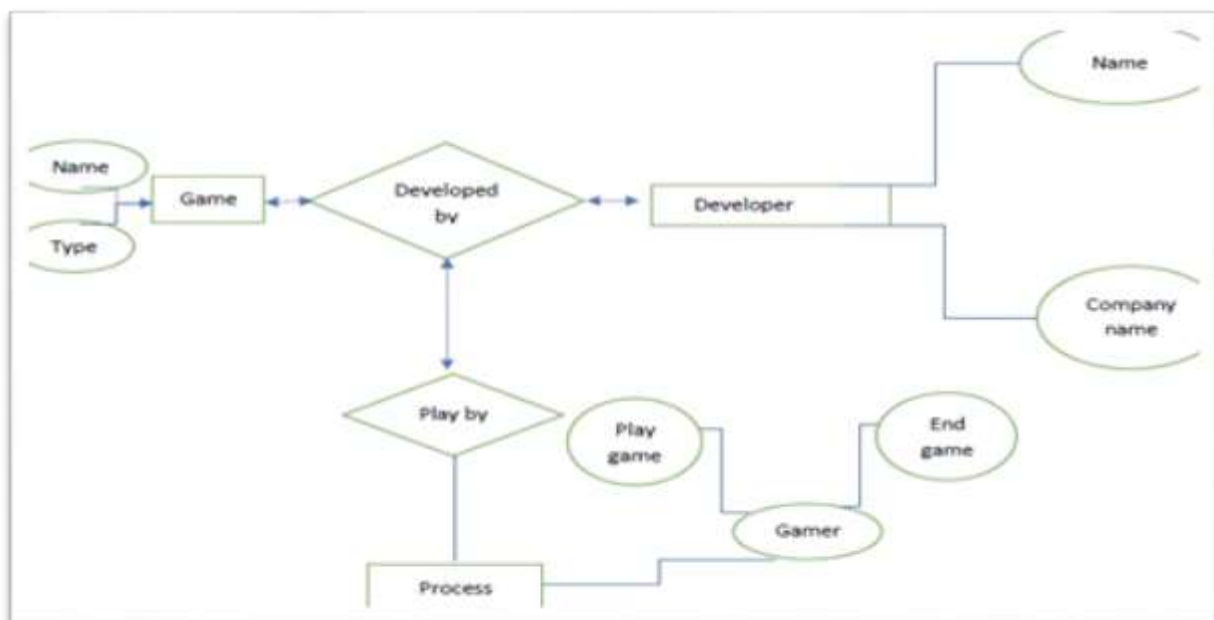 Name
Name
Game
Developed
by
Developer
Type
Company
name
Play by
Play
game
End
game
Gamer
Process